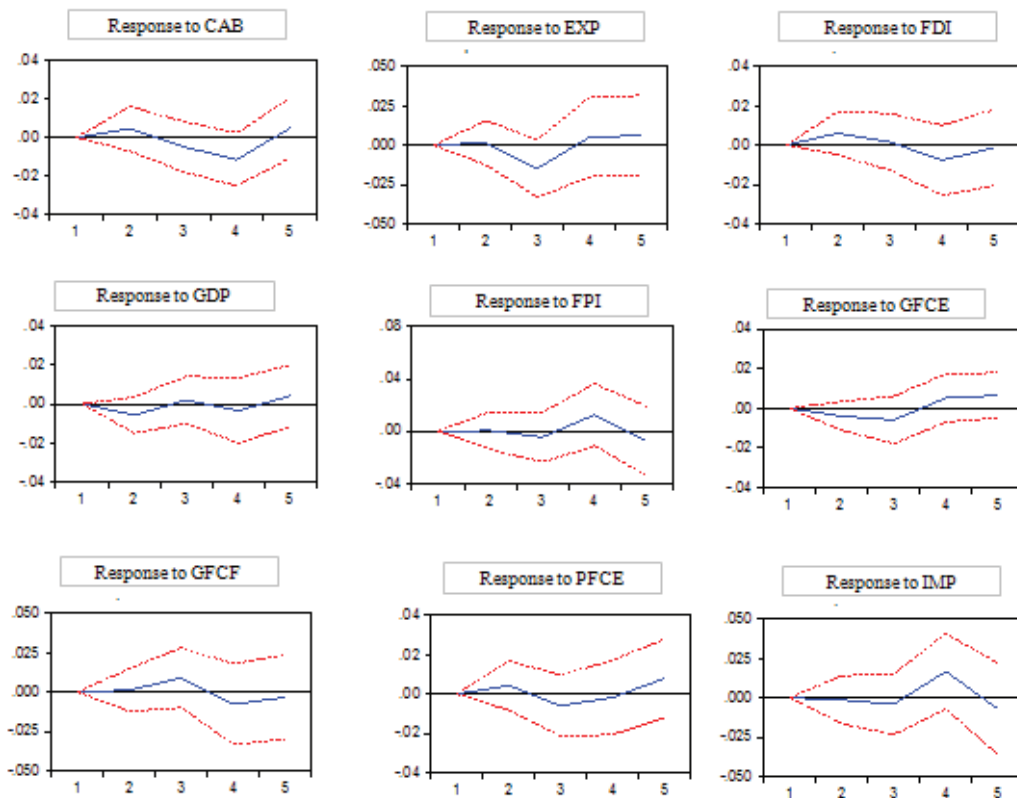 Response to CAB
.04
.02
.00
-.02
-.04
1 2 3 4 5
Response to EXP
.050
.025
.000
-.025
-.050
1 2 3 4 5
Response to FDI
.04
.02
.00
-.02
-.04
1 2 3 4 5
Response to GDP
.04
.02
.00
-.02
-.04
1 2 3 4 5
Response to FPI
.08
.04
.00
-.04
1 2 3 4 5
Response to GFCE
.04
.02
.00
-.02
-.04
1 2 3 4 5
Response to GFCF
.050
.025
.000
-.025
-.050
1 2 3 4 5
Response to PFCE
.04
.02
.00
-.02
-.04
1 2 3 4 5
Response to IMP
.050
.025
.000
-.025
-.050
1 2 3 4 5